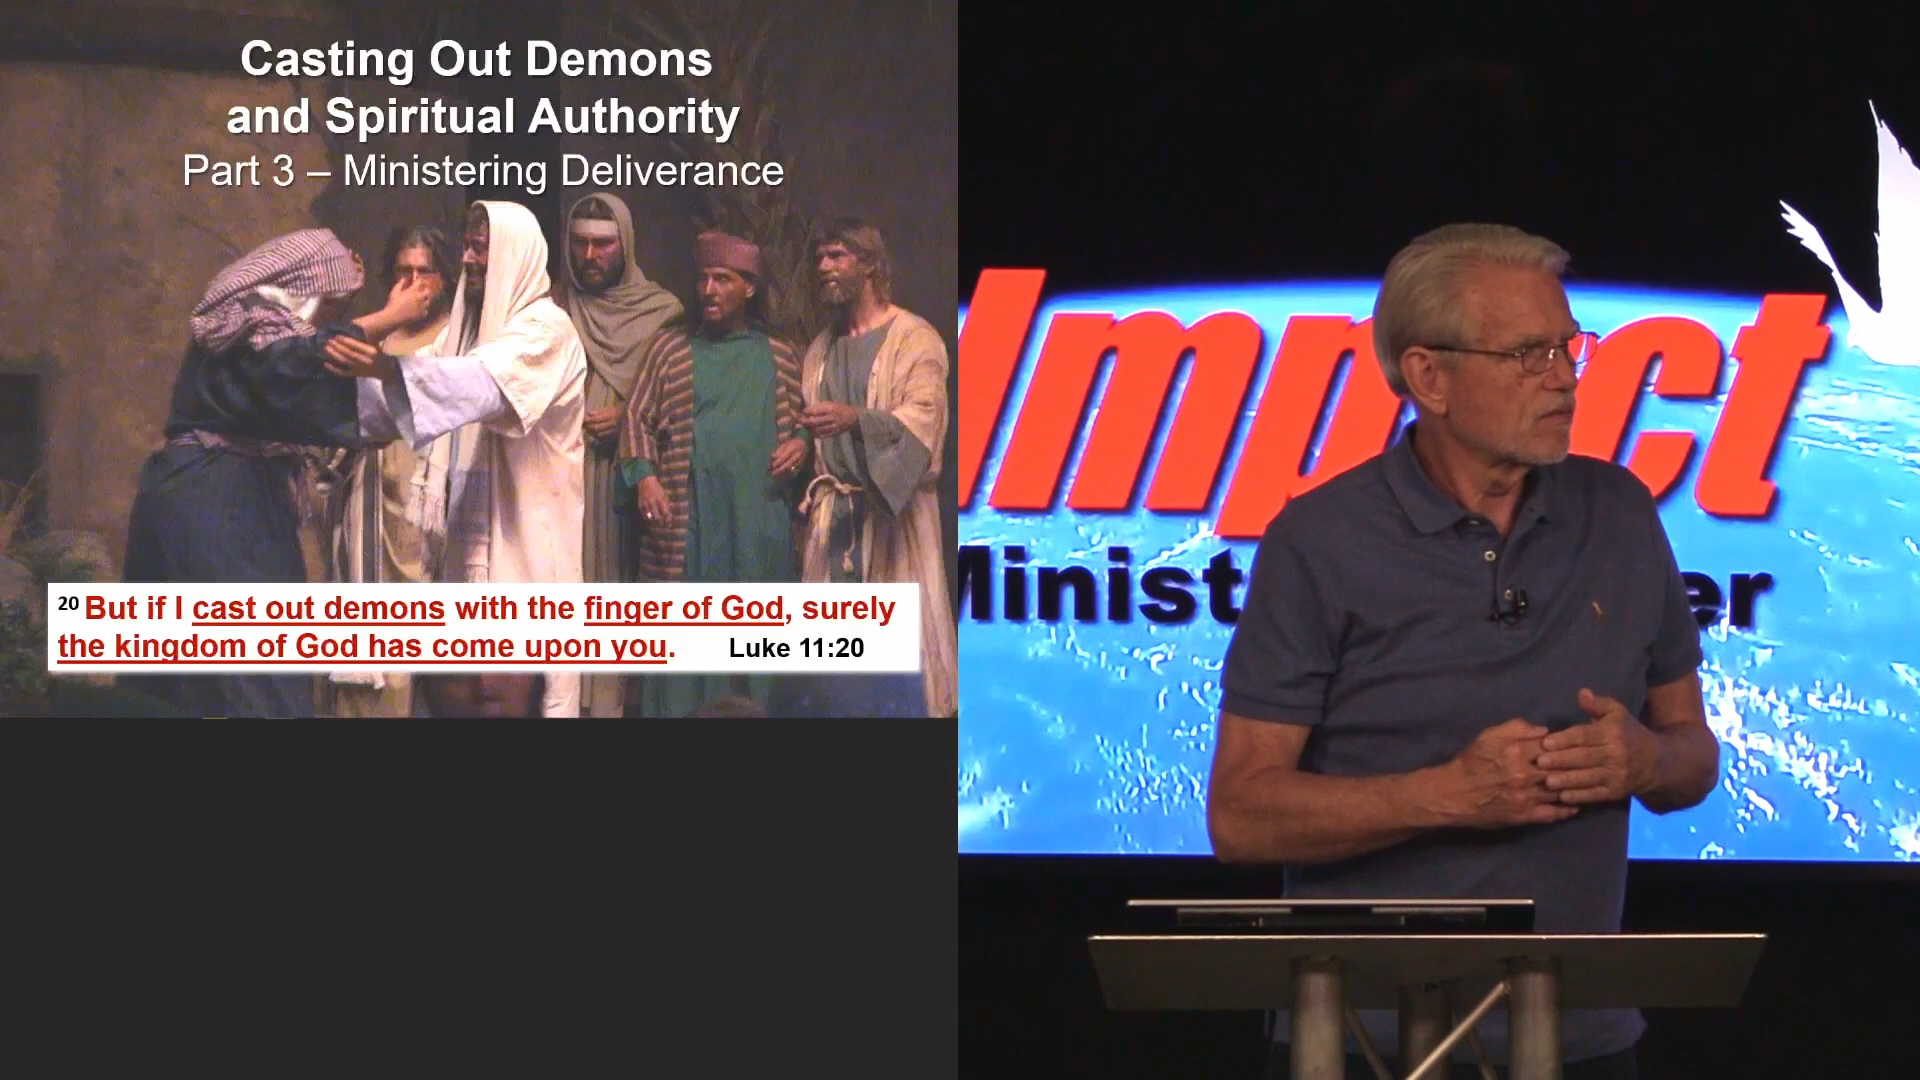 Casting Out Demons
and Spiritual Authority
Part 3 – Ministering Deliverance
20 But if I cast out demons with the finger of God, surely
the kingdom of God has come upon you. Luke 11:20
Imp ct
Minist er